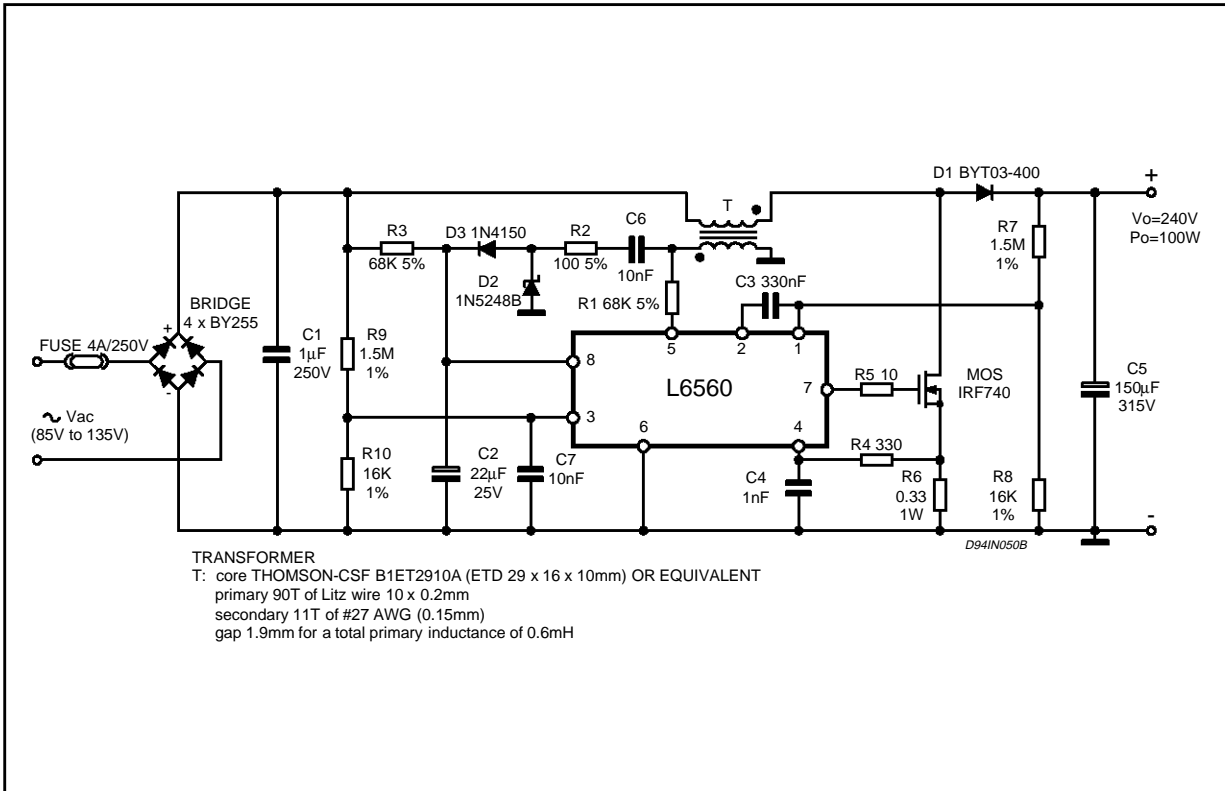 D1 BYT03-400
+
T
Vo=240V
Po=100W
R3
68K 5%
D3 1N4150
R2
100 5%
C6
10nF
R7
1.5M
1%
D2
1N5248B
C3 330nF
R1 68K 5%
BRIDGE
4 x BY255
+
-
FUSE 4A/250V
C1
1µF
250V
R9
1.5M
1%
5
2
1
8
L6560
7
R5 10
MOS
IRF740
C5
150µF
315V
~ Vac
(85V to 135V)
3
6
4
R4 330
R10
16K
1%
C2
22µF
25V
C7
10nF
C4
1nF
R6
0.33
1W
R8
16K
1%
-
D94IN050B
TRANSFORMER
T: core THOMSON-CSF B1ET2910A (ETD 29 x 16 x 10mm) OR EQUIVALENT
primary 90T of Litz wire 10 x 0.2mm
secondary 11T of #27 AWG (0.15mm)
gap 1.9mm for a total primary inductance of 0.6mH